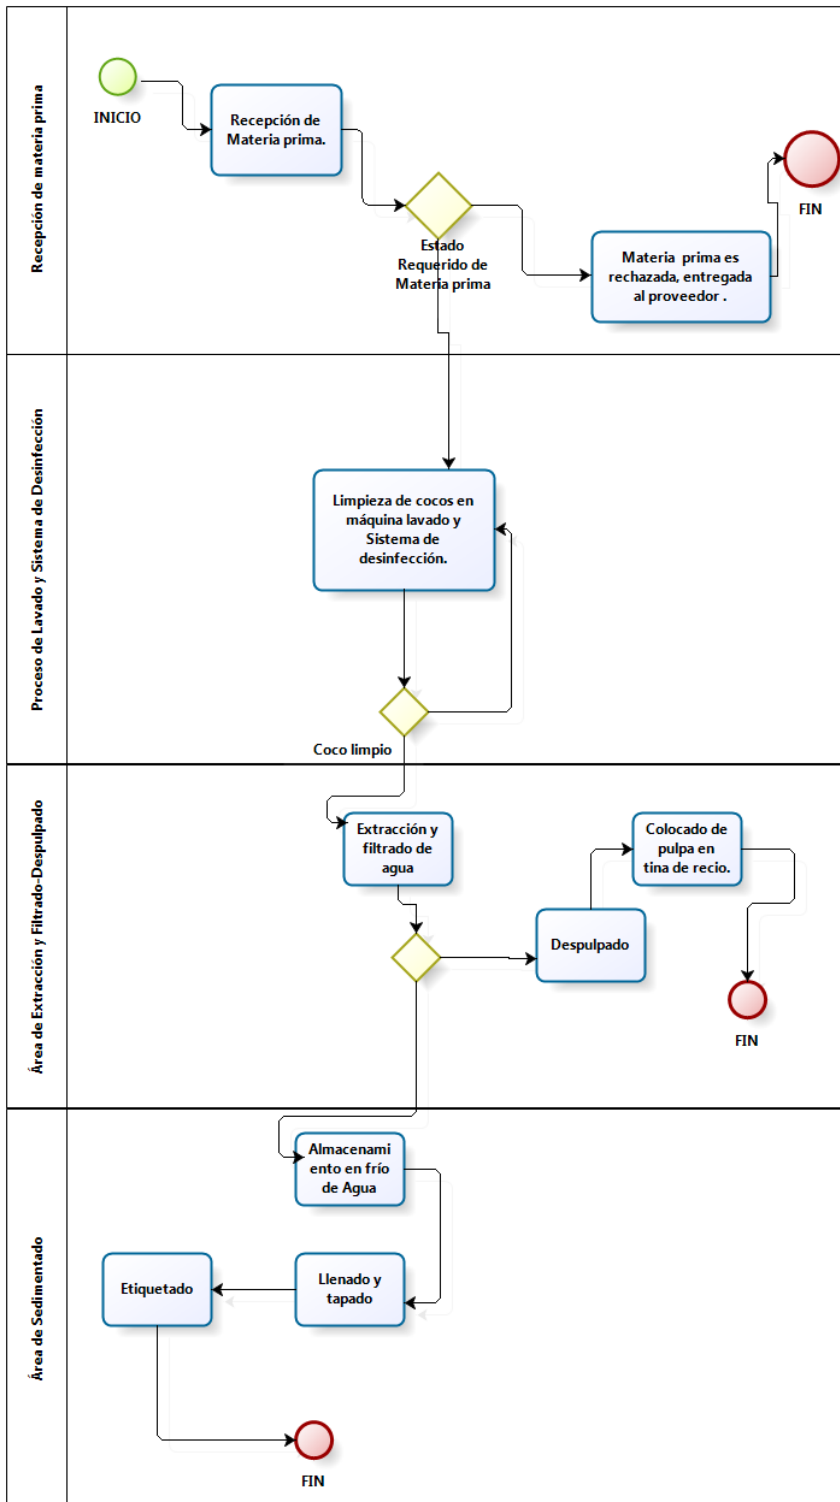 Recepción de materia prima
INICIO
Recepción de
Materia prima.
Estado
Requerido de
Materia prima
Materia prima es
rechazada, entregada
al proveedor .
FIN
Proceso de Lavado y Sistema de Desinfección
Limpieza de cocos en
máquina lavado y
Sistema de
desinfección.
Coco limpio
Área de Extracción y Filtrado-Despulpado
Extracción y
filtrado de
agua
Despulpado
Colocado de
pulpa en
tina de recio.
FIN
Área de Sedimentado
Almacenami
ento en frío
de Agua
Llenado y
tapado
Etiquetado
FIN